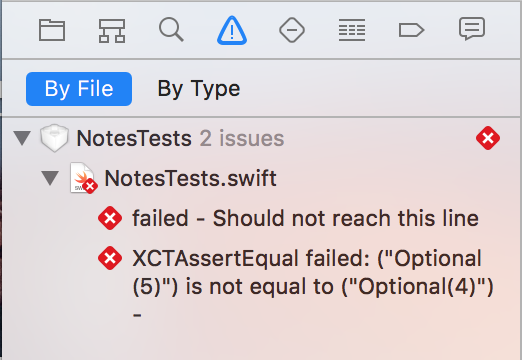 By File By Type
NotesTests 2 issues
NotesTests.swift
failed - Should not reach this line
XCTAssertEqual failed: ("Optional
(5)") is not equal to ("Optional(4)")
-